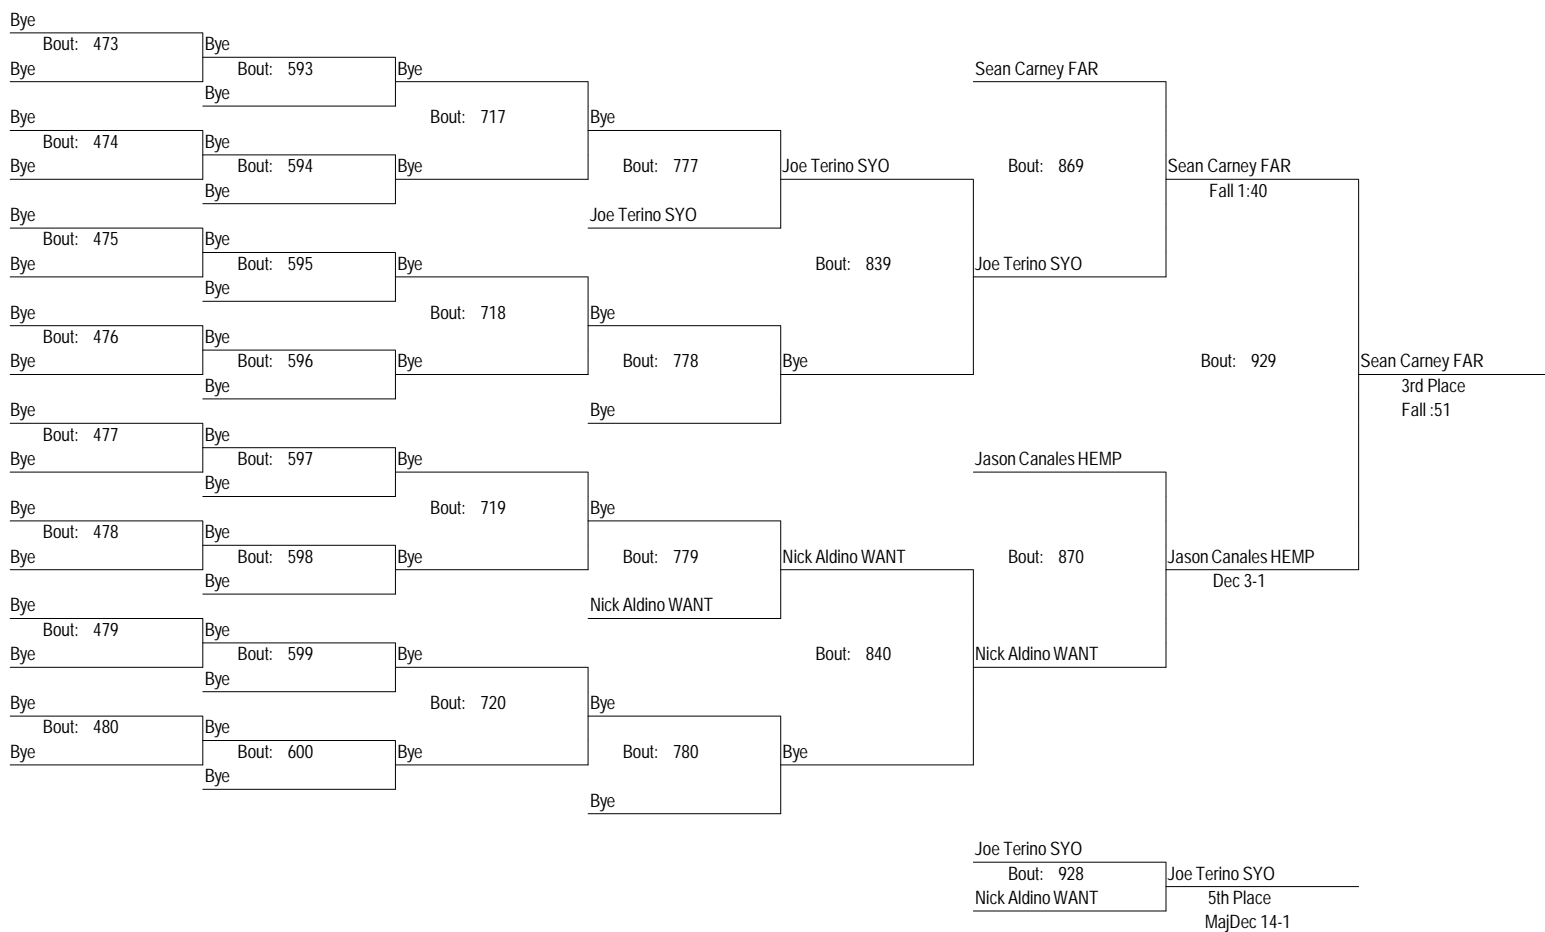 Bye
Bout: 473 Bye
Bye Bout: 593 Bye Sean Carney FAR
Bye
Bye Bout: 717 Bye
Bout: 474 Bye
Bye Bout: 594 Bye Bout: 777 Joe Terino SYO Bout: 869 Sean Carney FAR
Bye Fall 1:40
Bye Joe Terino SYO
Bout: 475 Bye
Bye Bout: 595 Bye Bout: 839 Joe Terino SYO
Bye
Bye Bout: 718 Bye
Bout: 476 Bye
Bye Bout: 596 Bye Bout: 778 Bye Bout: 929 Sean Carney FAR
Bye 3rd Place
Bye Bye Fall :51
Bout: 477 Bye
Bye Bout: 597 Bye Jason Canales HEMP
Bye
Bye Bout: 719 Bye
Bout: 478 Bye
Bye Bout: 598 Bye Bout: 779 Nick Aldino WANT Bout: 870 Jason Canales HEMP
Bye Dec 3-1
Bye Nick Aldino WANT
Bout: 479 Bye
Bye Bout: 599 Bye Bout: 840 Nick Aldino WANT
Bye
Bye Bout: 720 Bye
Bout: 480 Bye
Bye Bout: 600 Bye Bout: 780 Bye
Bye
Bye
Joe Terino SYO
Bout: 928 Joe Terino SYO
Nick Aldino WANT 5th Place
MajDec 14-1